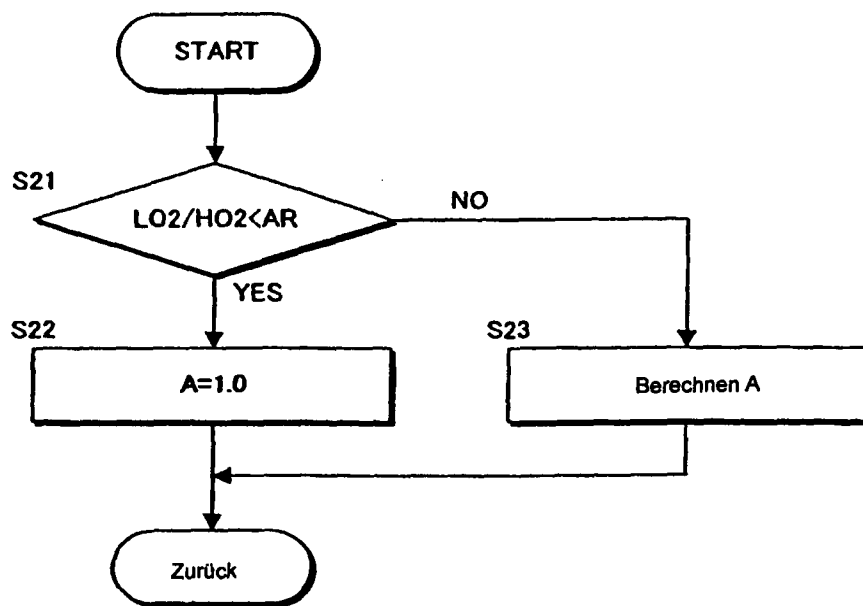 START
S21
LO2/HO2<AR
NO
YES
S22
A=1.0
S23
Berechnen A
Zurück